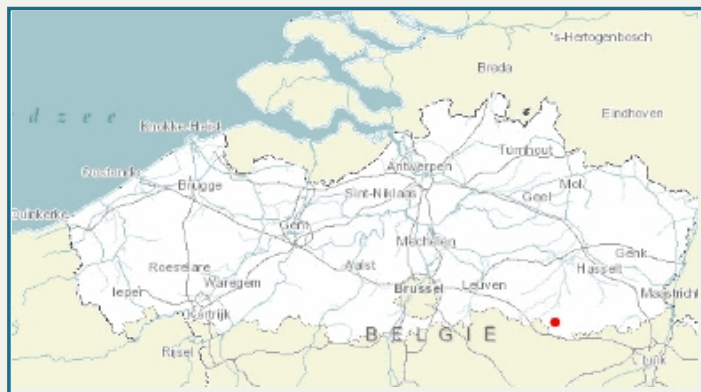 's-Hertogenbosch
Breda
Eindhoven
d z e e
Knokke-Heist
Turnhout
Antwerpen
Oostende
Brugge
Sint-Niklaas
Geel
Mol
Duinkerke
Gent
Mechelen
Genk
Roeselare
Aalst
Hasselt
Ieper
Waregem
Brussel
Leuven
Maastricht
Kortrijk
BELGIE
Rijsel
Luik